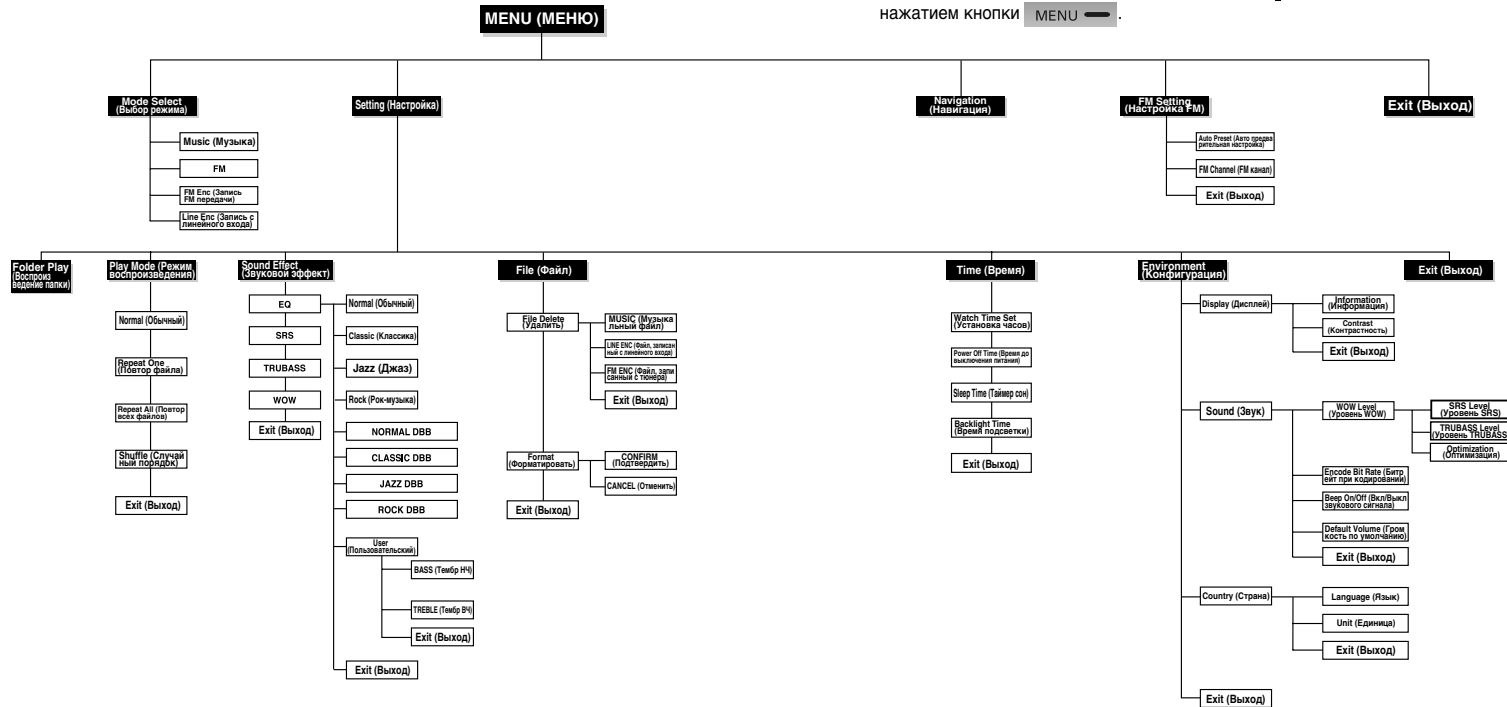 нажатием кнопки MENU .
MENU (МЕНЮ)
Mode Select
(Выбор режима)
Setting (Настройка)
Navigation
(Навигация)
FM Setting
(Настройка FM)
Exit (Выход)
Music (Музыка)
FM
FM Enc (Запись
FM передачи)
Line Enc (Запись с
линейного входа)
Auto Preset (Авто предва
рительная настройка)
FM Channel (FM канал)
Exit (Выход)
Folder Play
(Воспроиз
ведение папки)
Play Mode (Режим
воспроизведения)
Sound Effect
(Звуковой эффект)
File (Файл)
Time (Время)
Environment
(Конфигурация)
Exit (Выход)
Normal (Обычный)
Repeat One
(Повтор файла)
Repeat All (Повтор
всех файлов)
Shuffle (Случай
ный порядок)
Exit (Выход)
EQ
SRS
TRUBASS
WOW
Exit (Выход)
Normal (Обычный)
Classic (Классика)
Jazz (Джаз)
Rock (Рок-музыка)
NORMAL DBB
CLASSIC DBB
JAZZ DBB
ROCK DBB
User
(Пользовательский)
BASS (Тембр НЧ)
TREBLE (Тембр ВЧ)
Exit (Выход)
Exit (Выход)
File Delete
(Удалить)
MUSIC (Музыка
льный файл)
LINE ENC (Файл, записан
ный с линейного входа)
FM ENC (Файл, запи
санный с тюнера)
Exit (Выход)
Format
(Форматировать)
CONFIRM
(Подтвердить)
CANCEL (Отменить)
Exit (Выход)
Watch Time Set
(Установка часов)
Power Off Time (Время до
выключения питания)
Sleep Time (Таймер сон)
Backlight Time
(Время подсветки)
Exit (Выход)
Display (Дисплей)
Information
(Информация)
Contrast
(Контрастность)
Exit (Выход)
Sound (Звук)
WOW Level
(Уровень WOW)
SRS Level
(Уровень SRS)
TRUBASS Level
(Уровень TRUBASS
Optimization
(Оптимизация)
Encode Bit Rate (Битр
ейт при кодировании)
Beep On/Off (Вкл/Выкл
звукового сигнала)
Default Volume (Гром
кость по умолчанию)
Exit (Выход)
Country (Страна)
Language (Язык)
Unit (Единица)
Exit (Выход)
Exit (Выход)